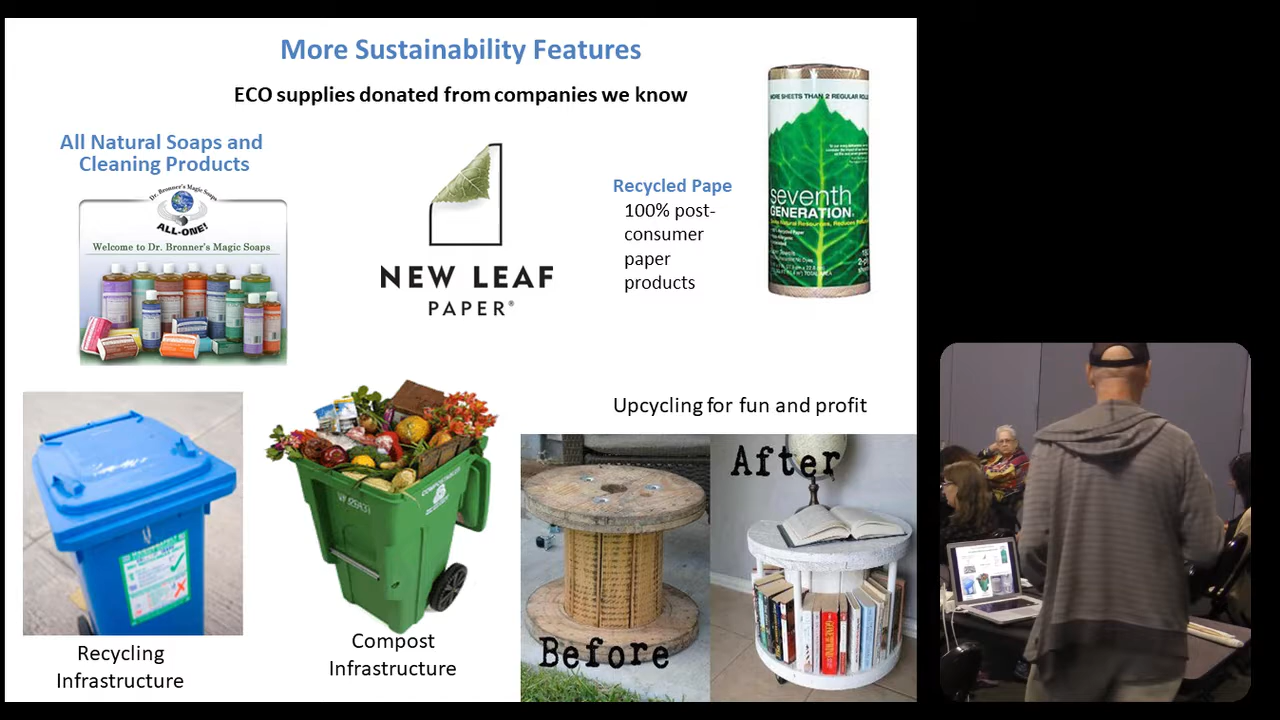 More Sustainability Features
ECO supplies donated from companies we know
All Natural Soaps and
Cleaning Products
Dr. Bronner's Magic Soaps
ALL-ONE!
Welcome to Dr. Bronner's Magic Soaps
NEW LEAF
PAPER®
Recycled Pape
100% post-
consumer
paper
products
MORE SHEETS THAN 2 REGULAR ROLLS
seventh
GENERATION
Upcycling for fun and profit
Before
After
Recycling
Infrastructure
Compost
Infrastructure